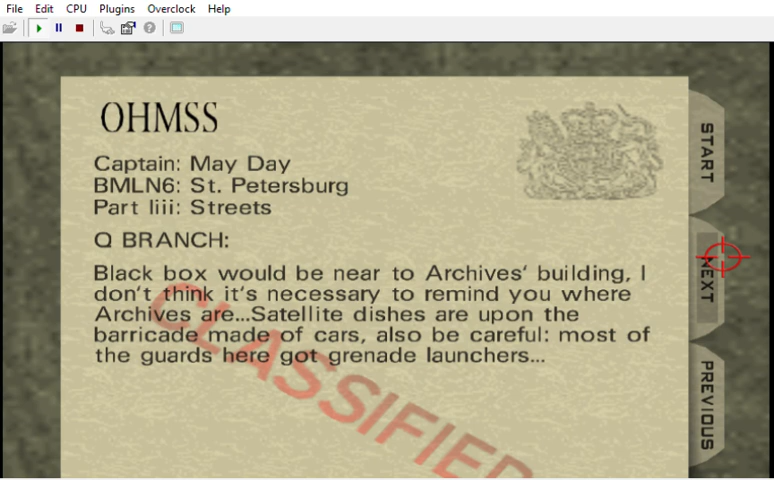 File Edit CPU Plugins Overclock Help
OHMSS
Captain: May Day
BMLN6: St. Petersburg
Part Iiii: Streets
Q BRANCH:
Black box would be near to Archives' building, I
don't think it's necessary to remind you where
Archives are...Satellite dishes are upon the
barricade made of cars, also be careful: most of
the guards here got grenade launchers...
CLASSIFIED
START
NEXT
PREVIOUS